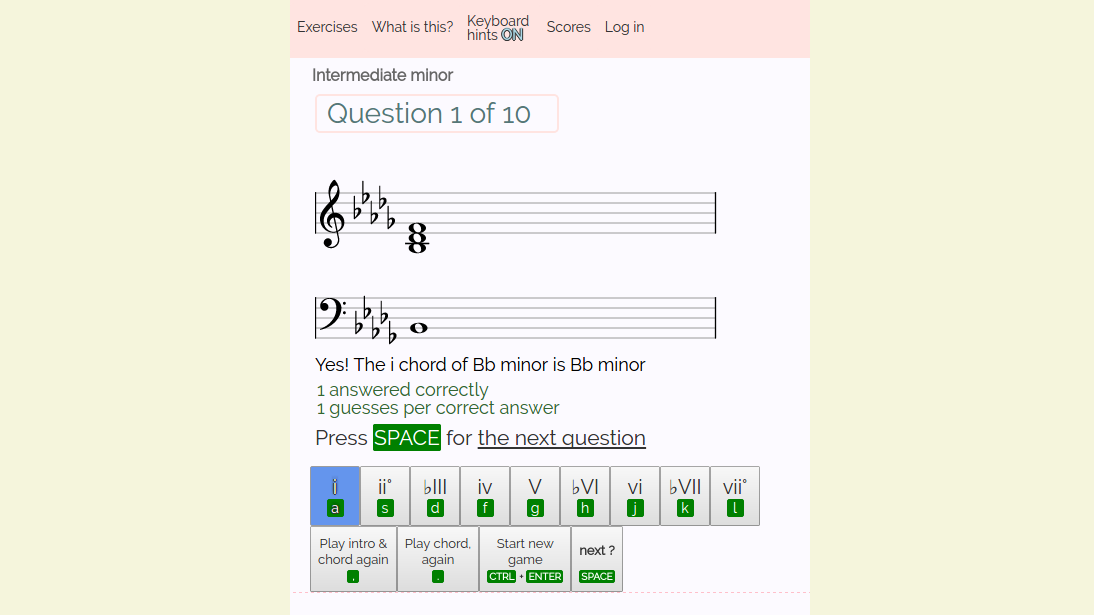 Exercises What is this? Keyboard hints ON Scores Log in
Intermediate minor
Question 1 of 10
Yes! The i chord of Bb minor is Bb minor
1 answered correctly
1 guesses per correct answer
Press SPACE for the next question
i ii° ♭III iv V ♭VI vi ♭VII vii°
a s d f g h j k l
Play intro & chord again , Play chord, again . Start new game CTRL + ENTER next ? SPACE